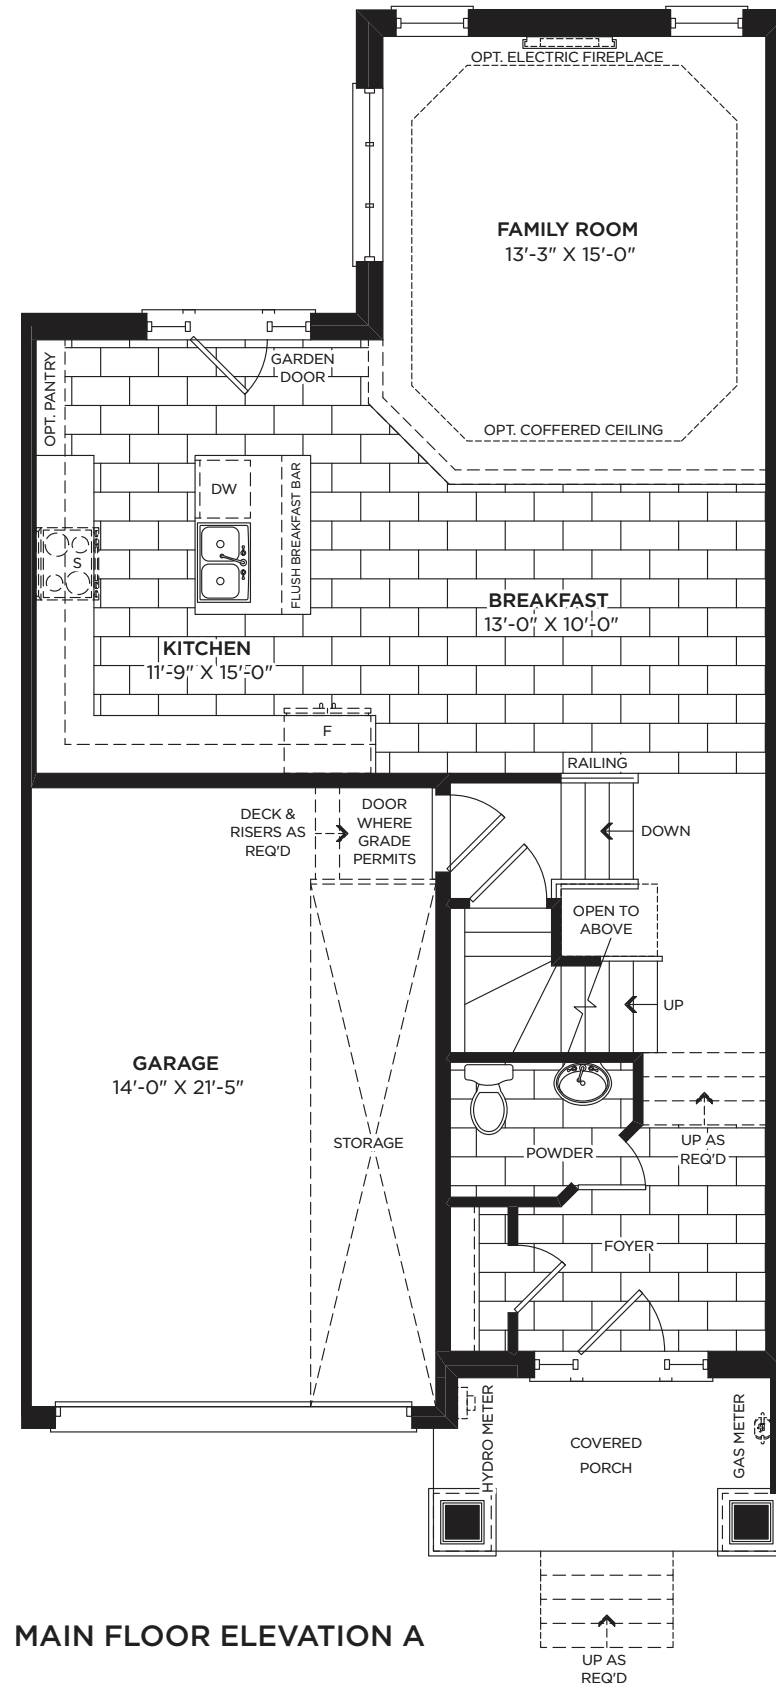 OPT. ELECTRIC FIREPLACE
FAMILY ROOM
13'-3" X 15'-0"
OPT. COFFERED CEILING
GARDEN
DOOR
OPT. PANTRY
DW
FLUSH BREAKFAST BAR
S
BREAKFAST
13'-0" X 10'-0"
KITCHEN
11'-9" X 15'-0"
F
RAILING
DECK &
RISERS AS
REQ'D
DOOR
WHERE
GRADE
PERMITS
DOWN
OPEN TO
ABOVE
UP
GARAGE
14'-0" X 21'-5"
STORAGE
POWDER
UP AS
REQ'D
FOYER
HYDRO METER
COVERED
PORCH
GAS METER
MAIN FLOOR ELEVATION A
UP AS
REQ'D